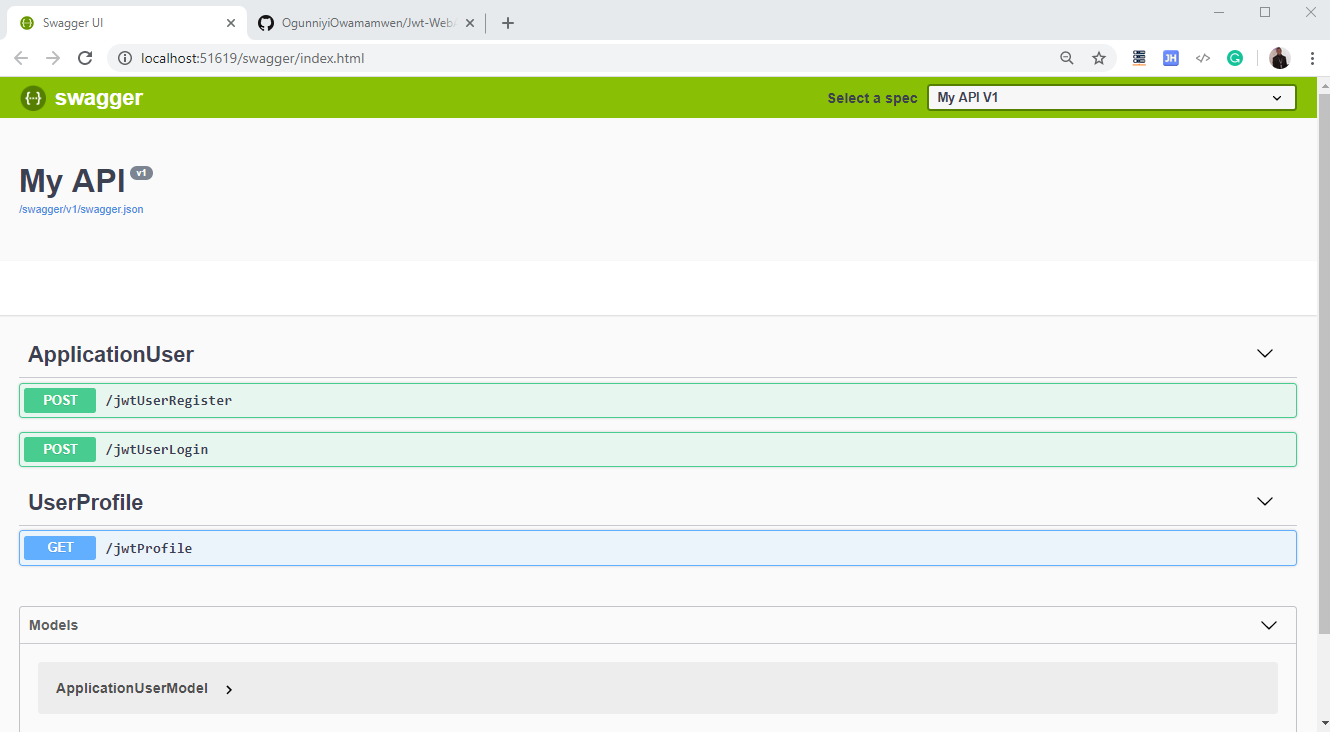 Swagger UI
OgunniyiOwamamwen/Jwt-Web
localhost:51619/swagger/index.html
JH
</>
G
{··} swagger
Select a spec
My API V1
My API v1
/swagger/v1/swagger.json
ApplicationUser
POST /jwtUserRegister
POST /jwtUserLogin
UserProfile
GET /jwtProfile
Models
ApplicationUserModel